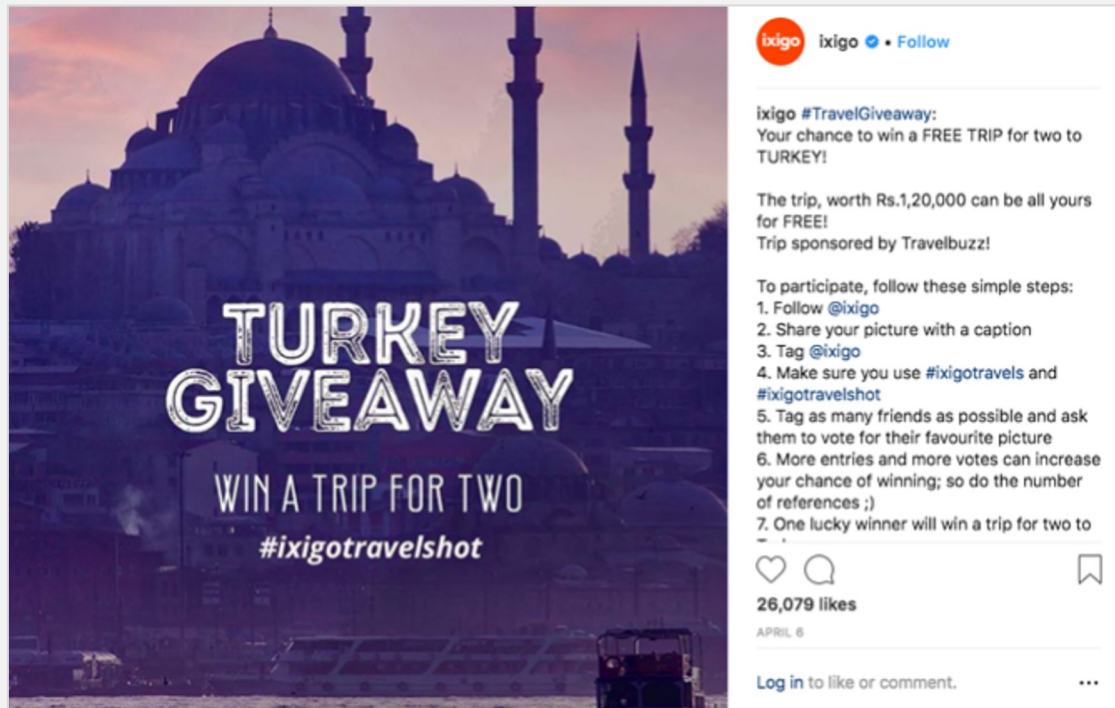 TURKEY
GIVEAWAY
WIN A TRIP FOR TWO
#ixigotravelshot
ixigo
ixigo • Follow
ixigo #TravelGiveaway:
Your chance to win a FREE TRIP for two to
TURKEY!
The trip, worth Rs.1,20,000 can be all yours
for FREE!
Trip sponsored by Travelbuzz!
To participate, follow these simple steps:
1. Follow @ixigo
2. Share your picture with a caption
3. Tag @ixigo
4. Make sure you use #ixigotravels and
#ixigotravelshot
5. Tag as many friends as possible and ask
them to vote for their favourite picture
6. More entries and more votes can increase
your chance of winning; so do the number
of references ;)
7. One lucky winner will win a trip for two to
26,079 likes
APRIL 6
Log in to like or comment.